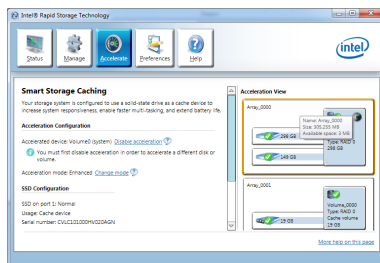 Intel® Rapid Storage Technology
Status
Manage
Accelerate
Preferences
Help
intel
Smart Storage Caching
Your storage system is configured to use a solid-state drive as a cache device to
increase system responsiveness, enable faster multi-tasking, and extend battery life.
Acceleration Configuration
Accelerated device: Volume0 (system) Disable acceleration
You must first disable acceleration in order to accelerate a different disk or
volume.
Acceleration mode: Enhanced Change mode
SSD Configuration
SSD on port 1: Normal
Usage: Cache device
Serial number: CVLC101000HV020AGN
Acceleration View
Array_0000
Name: Array_0000
Size: 305,255 MB
Available space: 5 MB
298 GB
Type: RAID 0
298 GB
149 GB
Array_0001
Volume_0000
Type: RAID 0
Cache volume
19 GB
19 GB
More help on this page